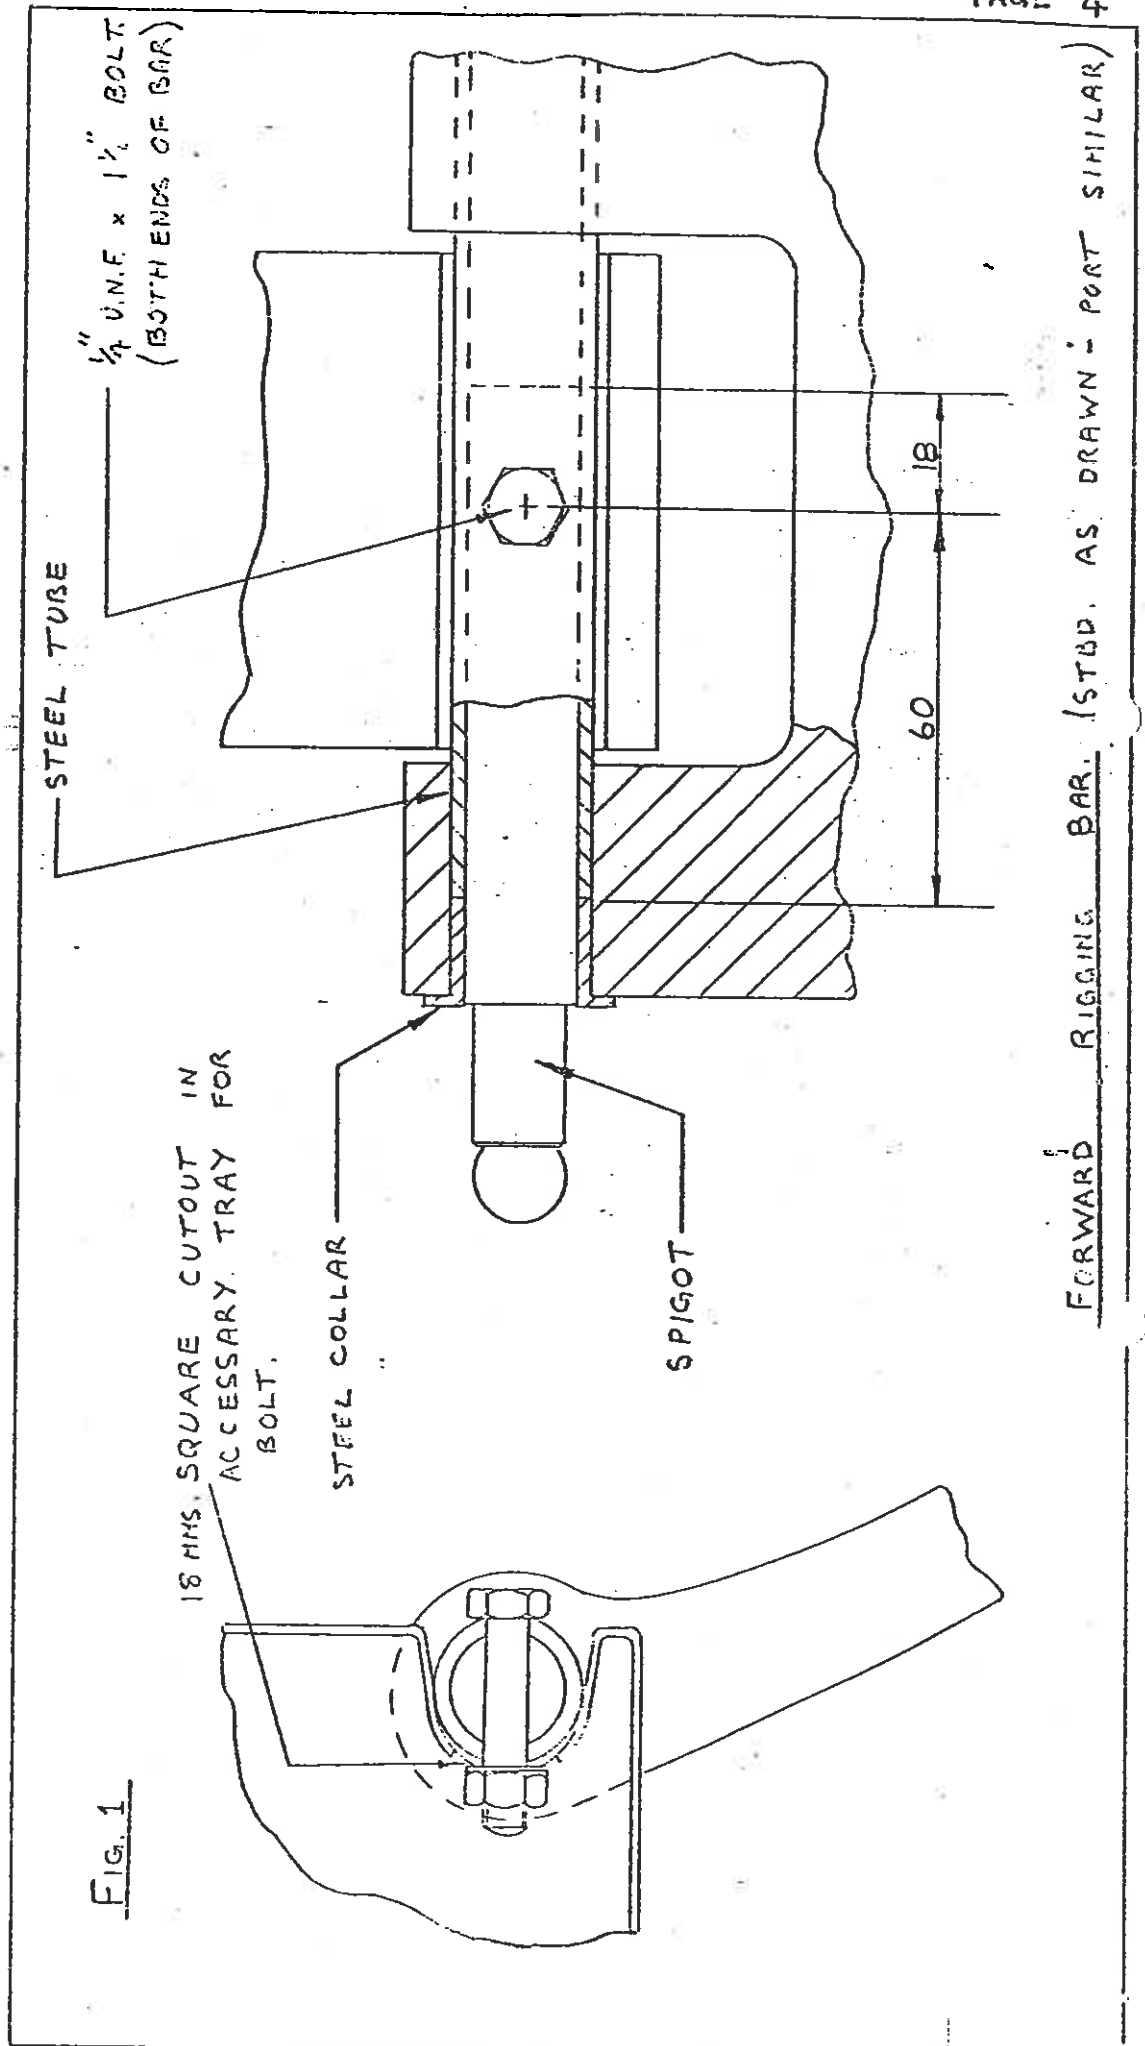 PAGE 4
FIG. 1
18 MMS. SQUARE CUTOUT IN
ACCESSARY. TRAY FOR
BOLT.
STEEL COLLAR
SPIGOT
STEEL TUBE
1/4" U.N.F. x 1 1/2" BOLT.
(BOTH ENDS OF BAR)
60
18
FORWARD RIGGING BAR. (STBD. AS DRAWN - PORT SIMILAR)